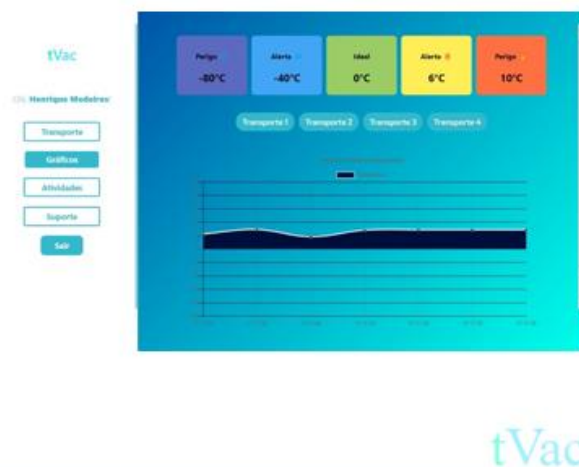 tVac
Olá, Henrique Medeiros!
Transporte
Gráficos
Atividades
Suporte
Sair
Perigo
-80°C
Alerta
-40°C
Ideal
0°C
Alerta
6°C
Perigo
10°C
Transporte 1
Transporte 2
Transporte 3
Transporte 4
tVac